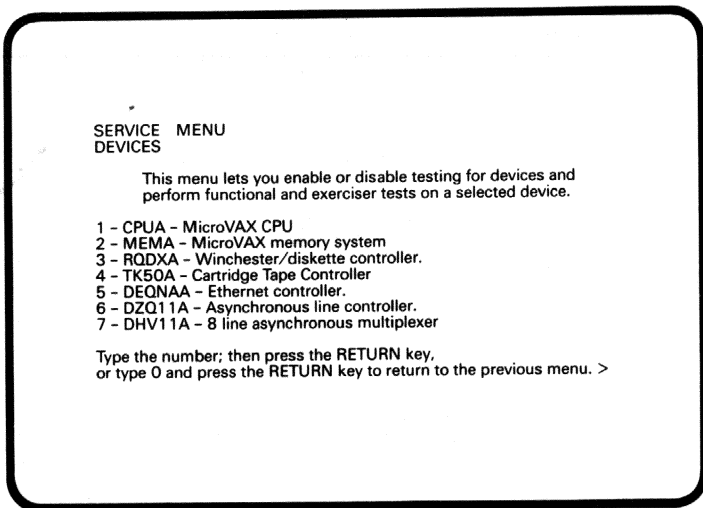 SERVICE MENU
DEVICES
This menu lets you enable or disable testing for devices and
perform functional and exerciser tests on a selected device.
1 – CPUA – MicroVAX CPU
2 – MEMA – MicroVAX memory system
3 – RQDXA – Winchester/diskette controller.
4 – TK50A – Cartridge Tape Controller
5 – DEQNAA – Ethernet controller.
6 – DZQ11A – Asynchronous line controller.
7 – DHV11A – 8 line asynchronous multiplexer
Type the number; then press the RETURN key,
or type 0 and press the RETURN key to return to the previous menu. >